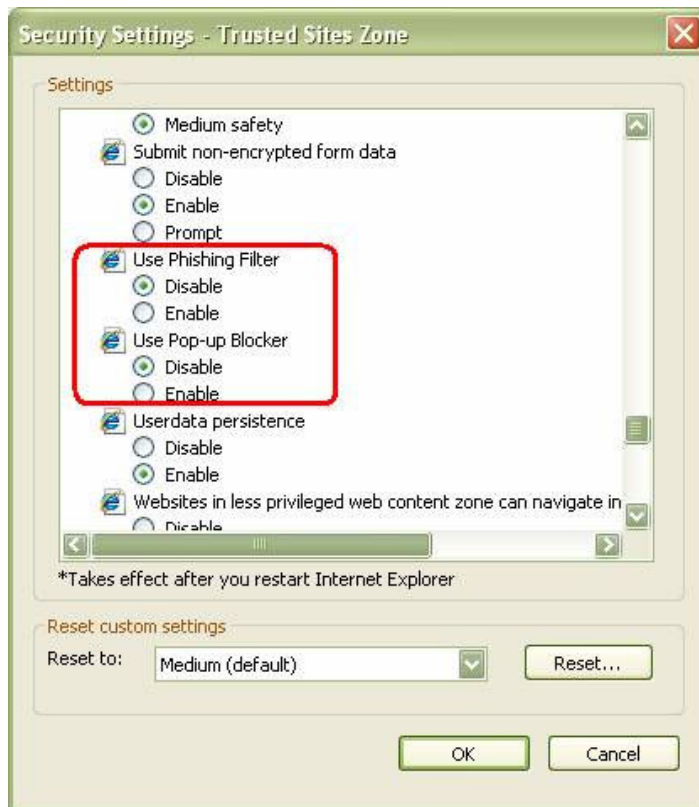 Security Settings - Trusted Sites Zone
Settings
Medium safety
Submit non-encrypted form data
Disable
Enable
Prompt
Use Phishing Filter
Disable
Enable
Use Pop-up Blocker
Disable
Enable
Userdata persistence
Disable
Enable
Websites in less privileged web content zone can navigate in
Disable
*Takes effect after you restart Internet Explorer
Reset custom settings
Reset to:
Medium (default)
Reset...
OK
Cancel